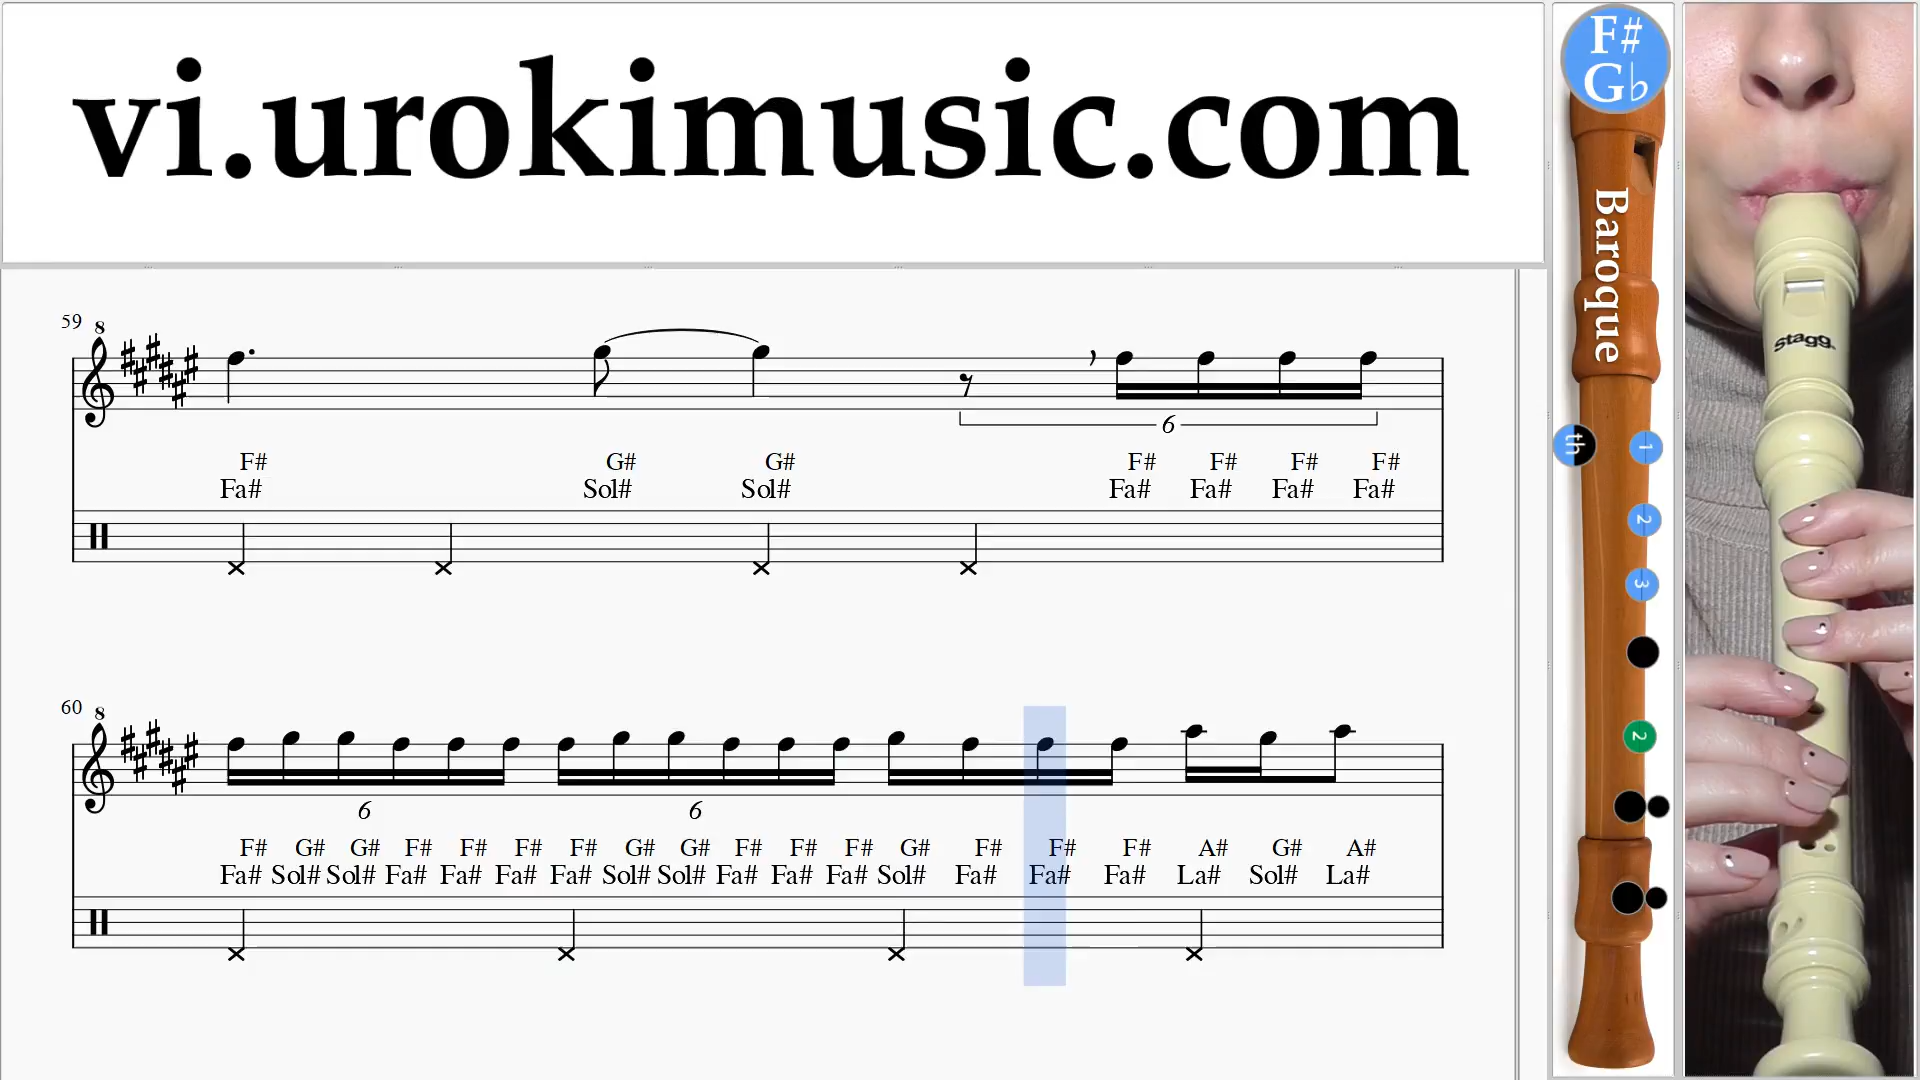 vi.urokimusic.com
59
8
6
F# G# G# F# F# F# F#
Fa# Sol# Sol# Fa# Fa# Fa# Fa#
60
8
6 6
F# G# G# F# F# F# F# G# G# F# F# F# G# F# F# F# A# G# A#
Fa# Sol# Sol# Fa# Fa# Fa# Fa# Sol# Sol# Fa# Fa# Fa# Sol# Fa# Fa# Fa# La# Sol# La#
F#
G♭
Baroque
th
1
2
3
2
Stagg